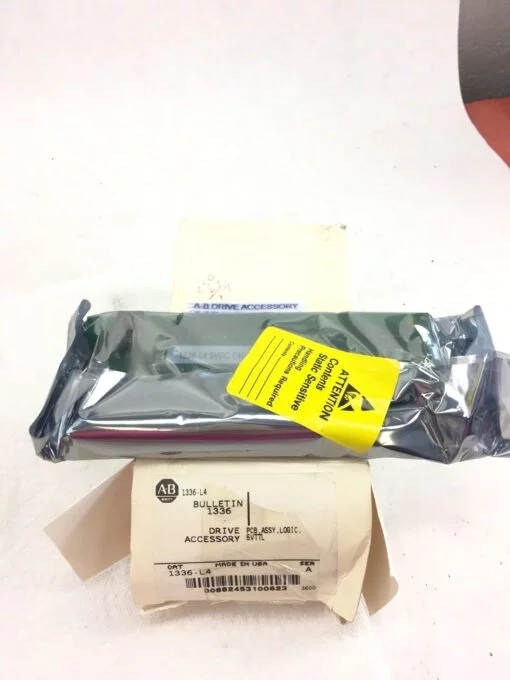 A-B DRIVE ACCESSORY
ATTENTION
Contents
Static Sensitive
Handling
Precautions Required
AB
1336-L4
BULLETIN
1336
DRIVE
ACCESSORY
PCB, ASSY, LOGIC,
5VTTL
CAT
MADE IN USA
SER
1336-L4
A
00662453100623
3600